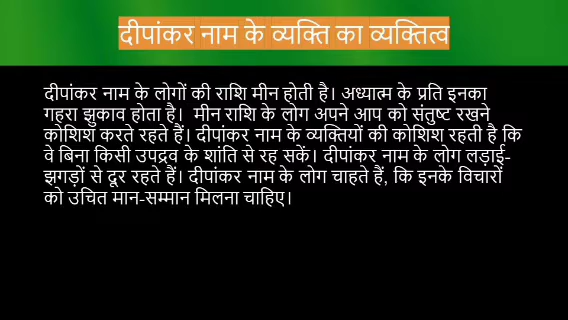 दीपांकर नाम के व्यक्ति का व्यक्तित्व
दीपांकर नाम के लोगों की राशि मीन होती है। अध्यात्म के प्रति इनका
गहरा झुकाव होता है।  मीन राशि के लोग अपने आप को संतुष्ट रखने
कोशिश करते रहते हैं। दीपांकर नाम के व्यक्तियों की कोशिश रहती है कि
वे बिना किसी उपद्रव के शांति से रह सकें। दीपांकर नाम के लोग लड़ाई-
झगड़ों से दूर रहते हैं। दीपांकर नाम के लोग चाहते हैं, कि इनके विचारों
को उचित मान-सम्मान मिलना चाहिए।